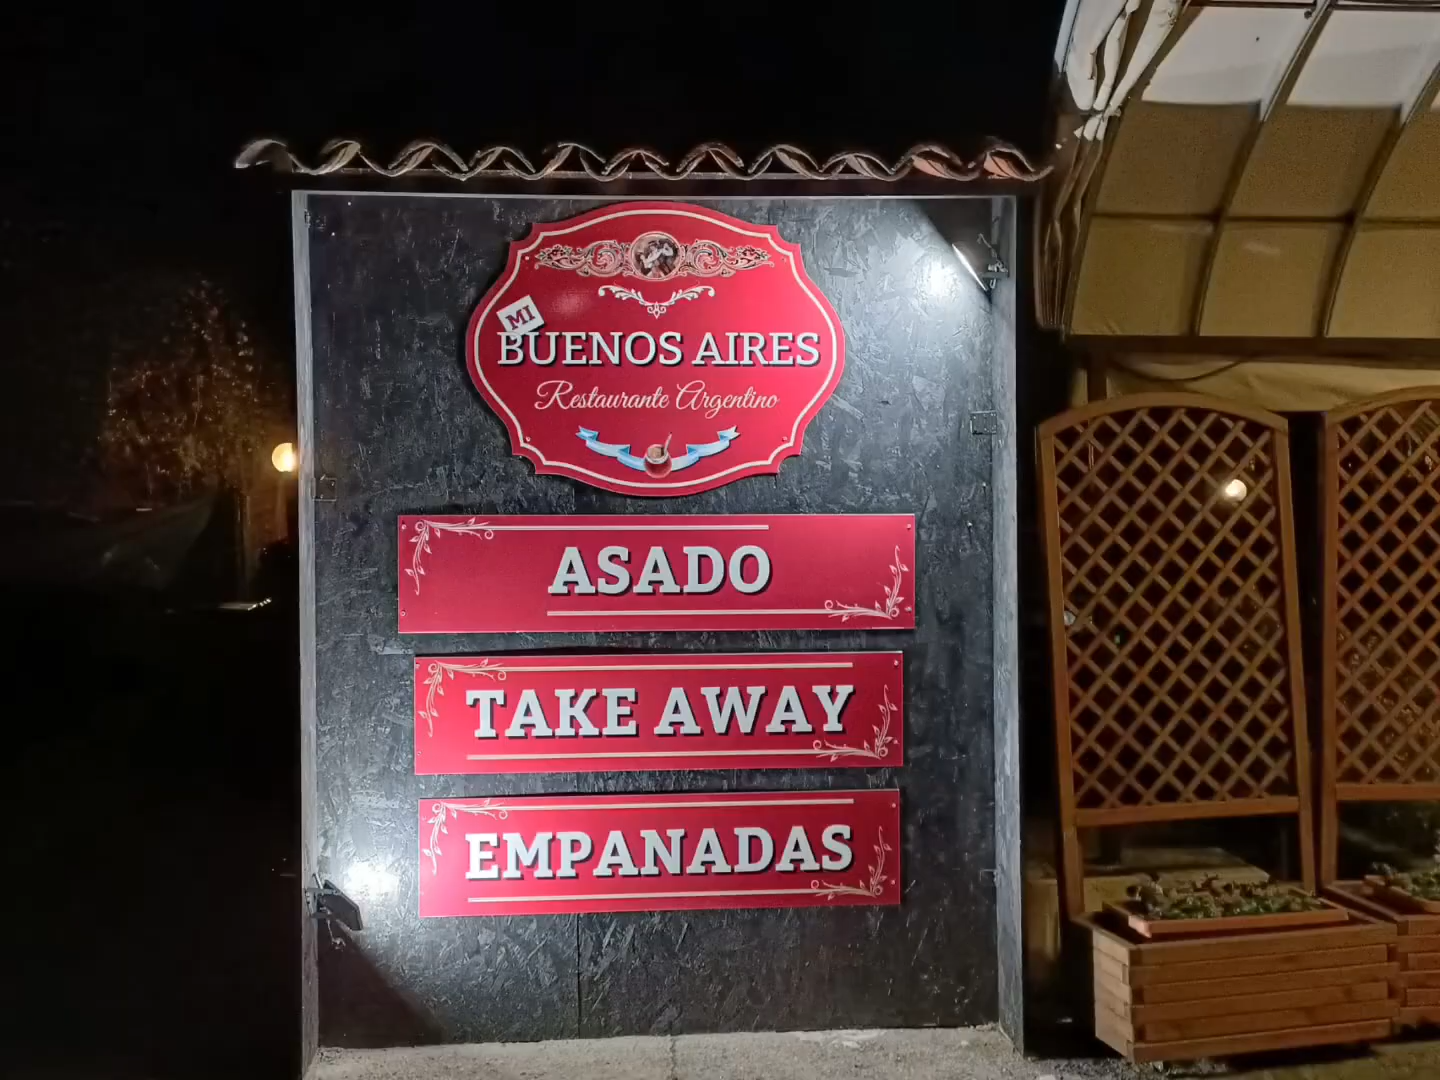 MI
BUENOS AIRES
Restaurante Argentino
ASADO
TAKE AWAY
EMPANADAS